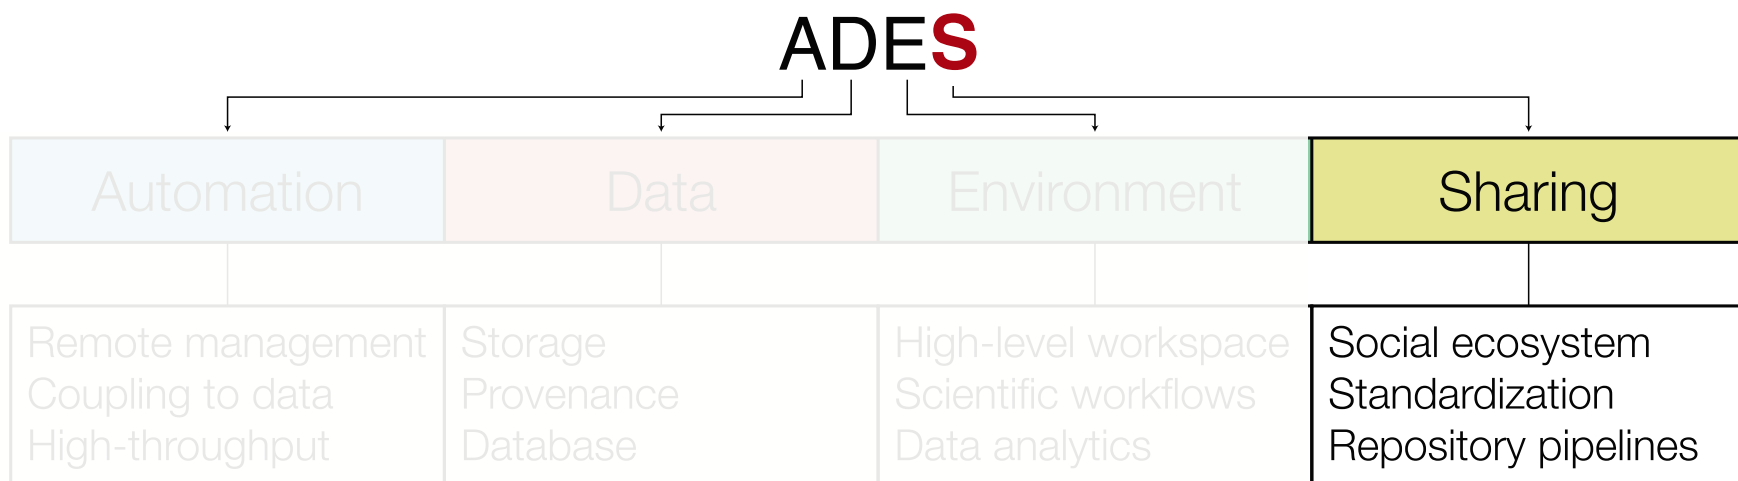 ADES
Automation
Data
Environment
Sharing
Remote management
Coupling to data
High-throughput
Storage
Provenance
Database
High-level workspace
Scientific workflows
Data analytics
Social ecosystem
Standardization
Repository pipelines